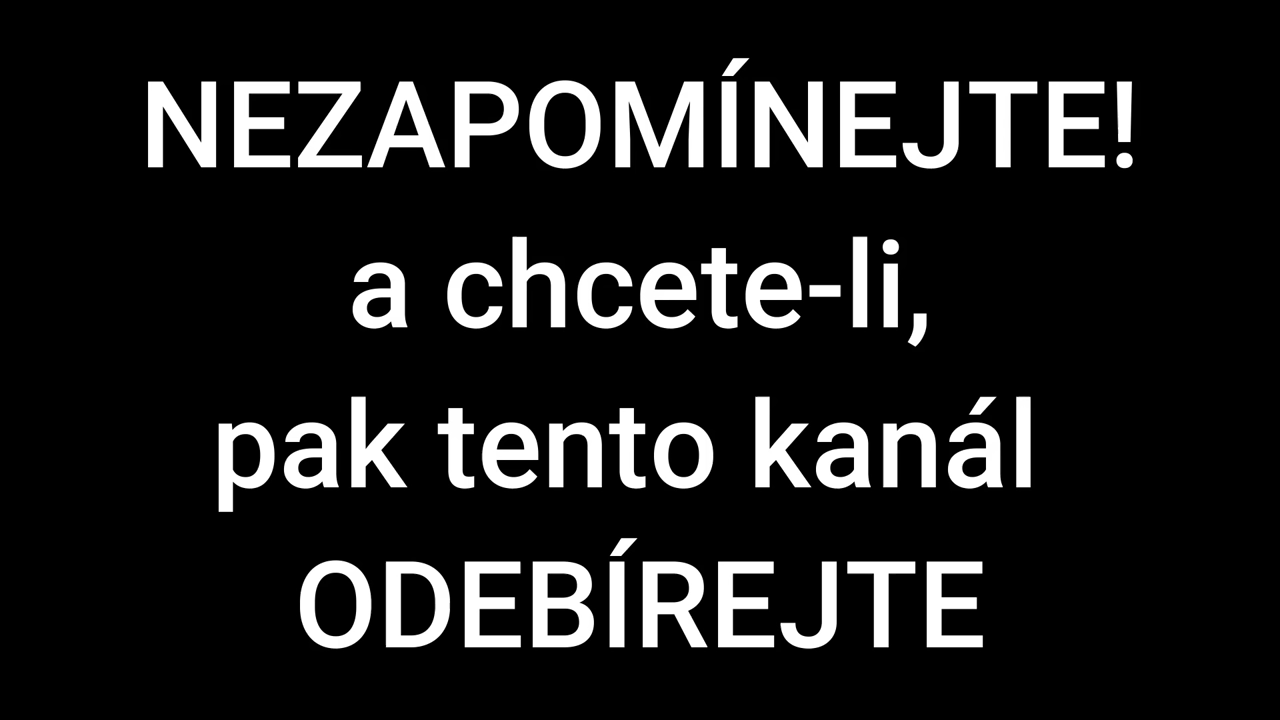 NEZAPOMÍNEJTE!
a chcete-li,
pak tento kanál
ODEBÍREJTE